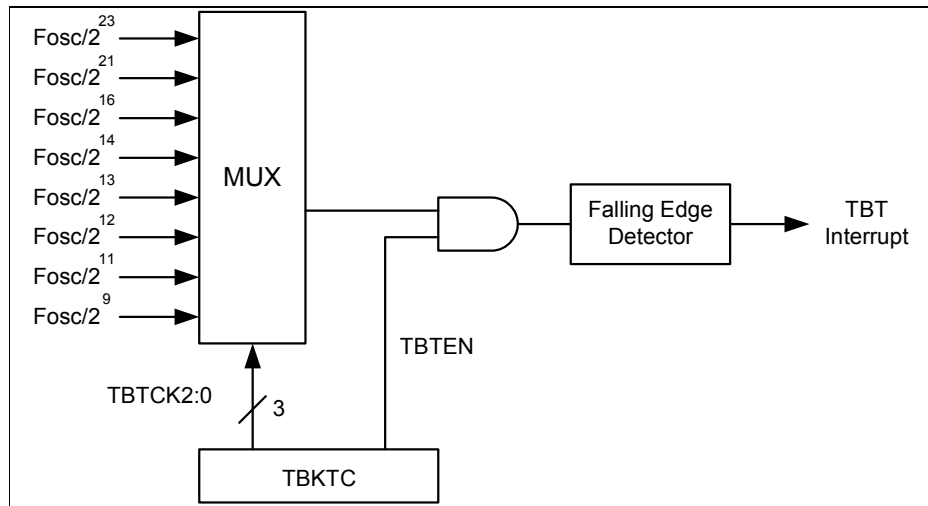 Fosc/2^23
Fosc/2^21
Fosc/2^16
Fosc/2^14
Fosc/2^13
Fosc/2^12
Fosc/2^11
Fosc/2^9
MUX
Falling Edge
Detector
TBT
Interrupt
TBTEN
TBTCK2:0
3
TBKTC